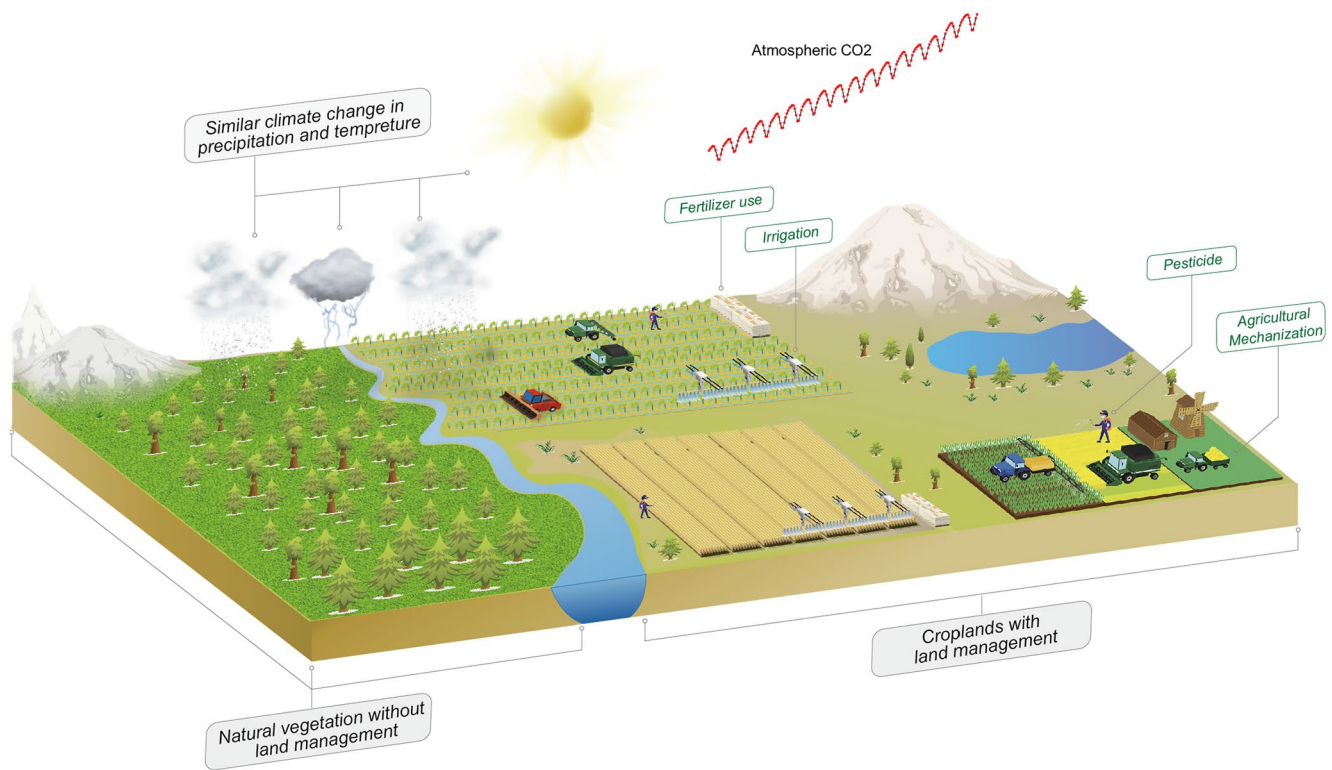 Atmospheric CO2
Similar climate change in
precipitation and tempreture
Fertilizer use
Irrigation
Pesticide
Agricultural
Mechanization
Croplands with
land management
Natural vegetation without
land management